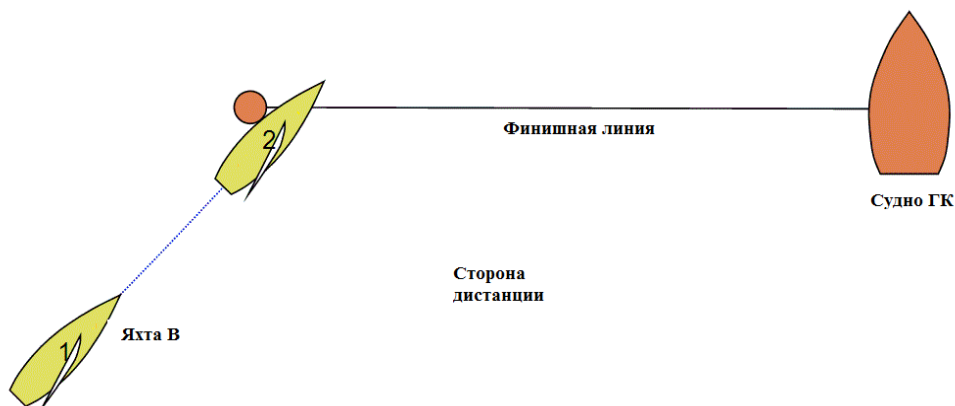 2
Финишная линия
Судно ГК
Сторона
дистанции
Яхта В
1